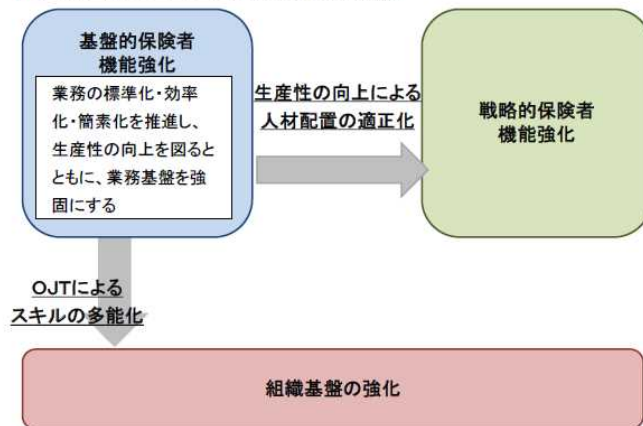 基盤的保険者
機能強化
業務の標準化・効率
化・簡素化を推進し、
生産性の向上を図ると
ともに、業務基盤を強
固にする
生産性の向上による
人材配置の適正化
戦略的保険者
機能強化
OJTによる
スキルの多能化
組織基盤の強化